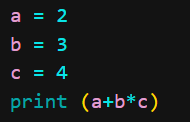 a = 2
b = 3
c = 4
print (a+b*c)